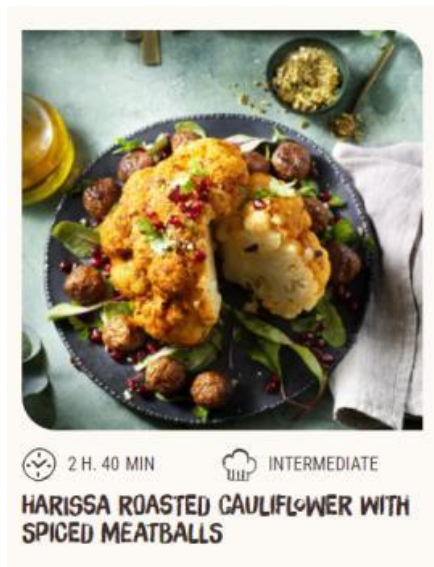 2 H. 40 MIN
INTERMEDIATE
HARISSA ROASTED CAULIFLOWER WITH
SPICED MEATBALLS